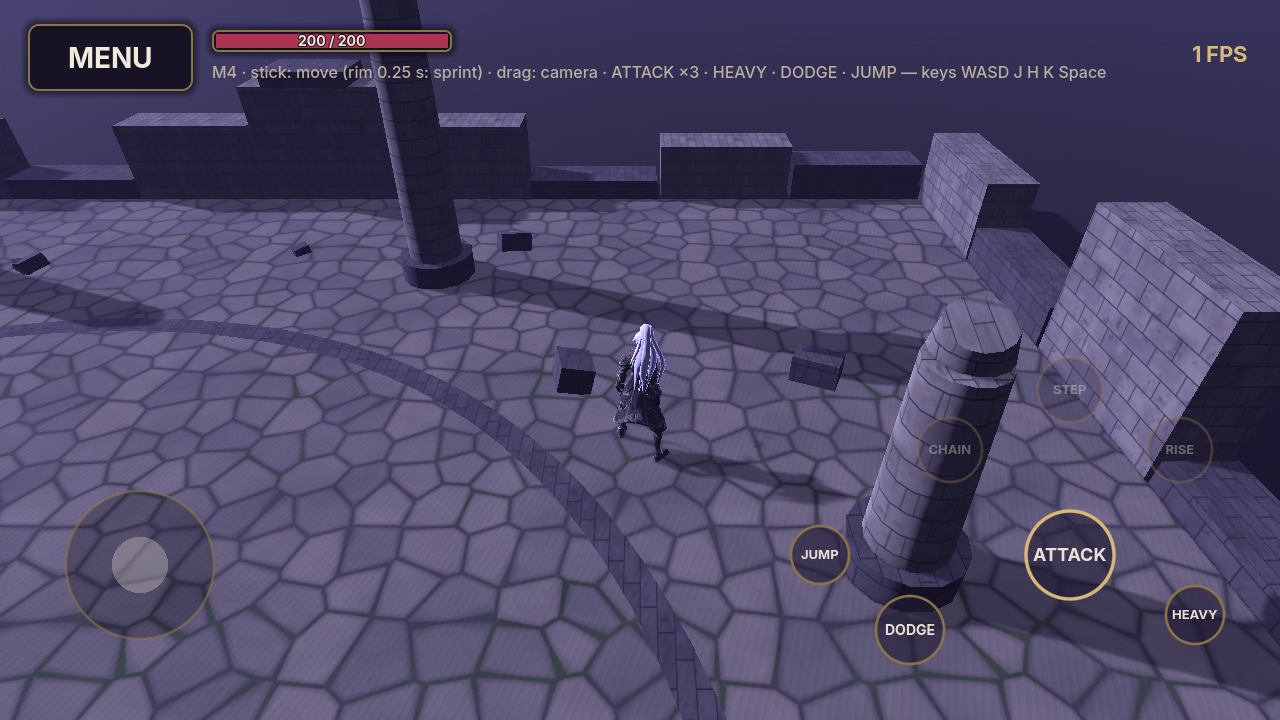 MENU
200 / 200
M4 · stick: move (rim 0.25 s: sprint) · drag: camera · ATTACK ×3 · HEAVY · DODGE · JUMP — keys WASD J H K Space
1 FPS
STEP
CHAIN
RISE
JUMP
ATTACK
HEAVY
DODGE